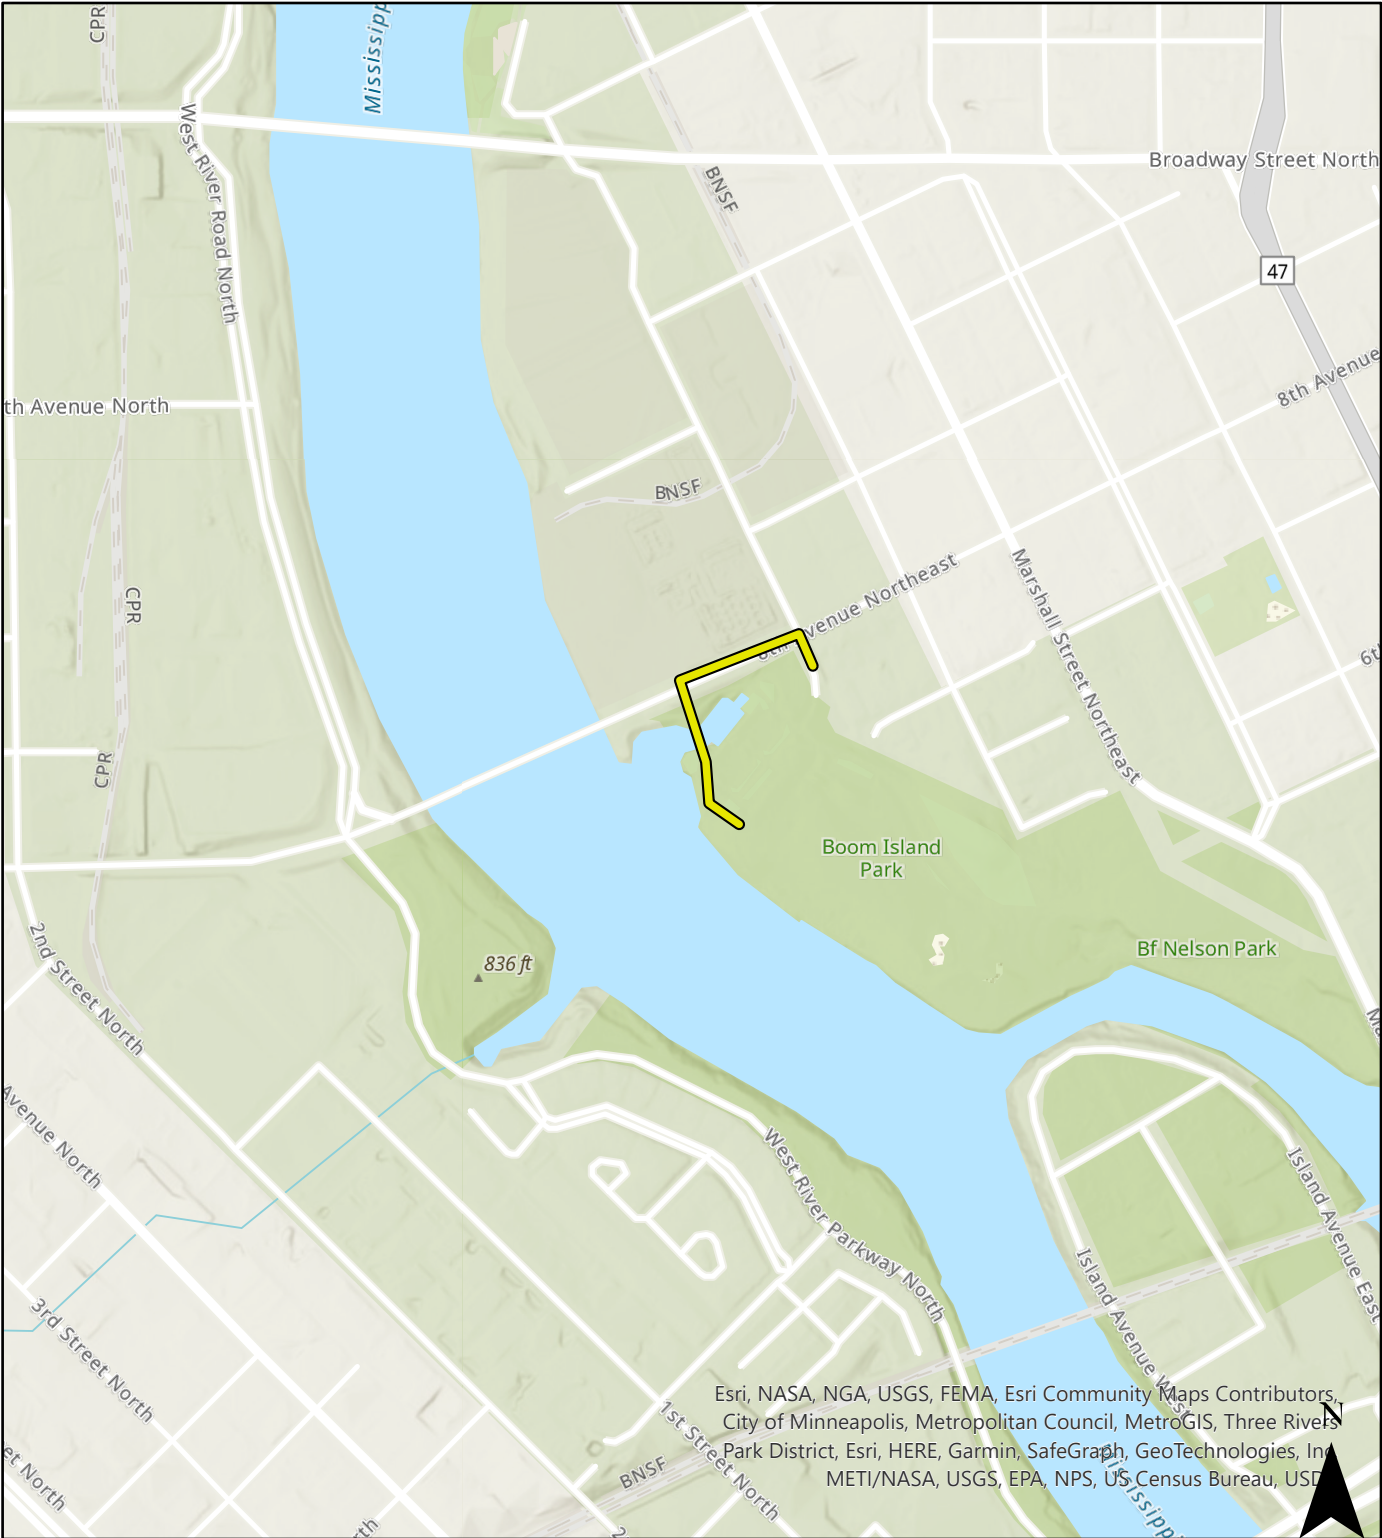 CPR
Mississipp
West River Road North
Broadway Street North
BNSF
47
8th Avenue
th Avenue North
BNSF
CPR
venue Northeast
Marshall Street Northeast
6t
CPR
Boom Island
Park
Bf Nelson Park
836 ft
2nd Street North
Avenue North
West River Parkway North
Island Avenue East
Island Avenue West
3rd Street North
1st Street North
BNSF
et North
th
2
Esri, NASA, NGA, USGS, FEMA, Esri Community Maps Contributors,
City of Minneapolis, Metropolitan Council, MetroGIS, Three Rivers
Park District, Esri, HERE, Garmin, SafeGraph, GeoTechnologies, Inc
METI/NASA, USGS, EPA, NPS, US Census Bureau, USD
N